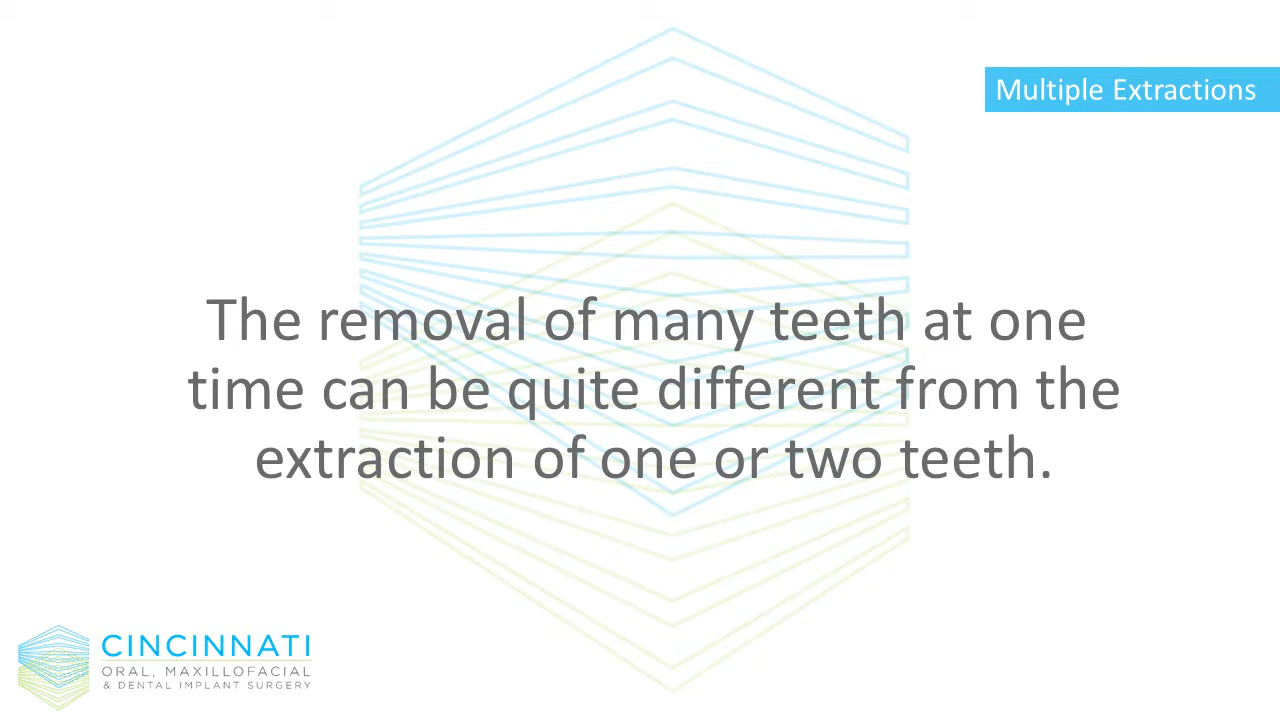 Multiple Extractions
The removal of many teeth at one
time can be quite different from the
extraction of one or two teeth.
CINCINNATI
ORAL, MAXILLOFACIAL
& DENTAL IMPLANT SURGERY